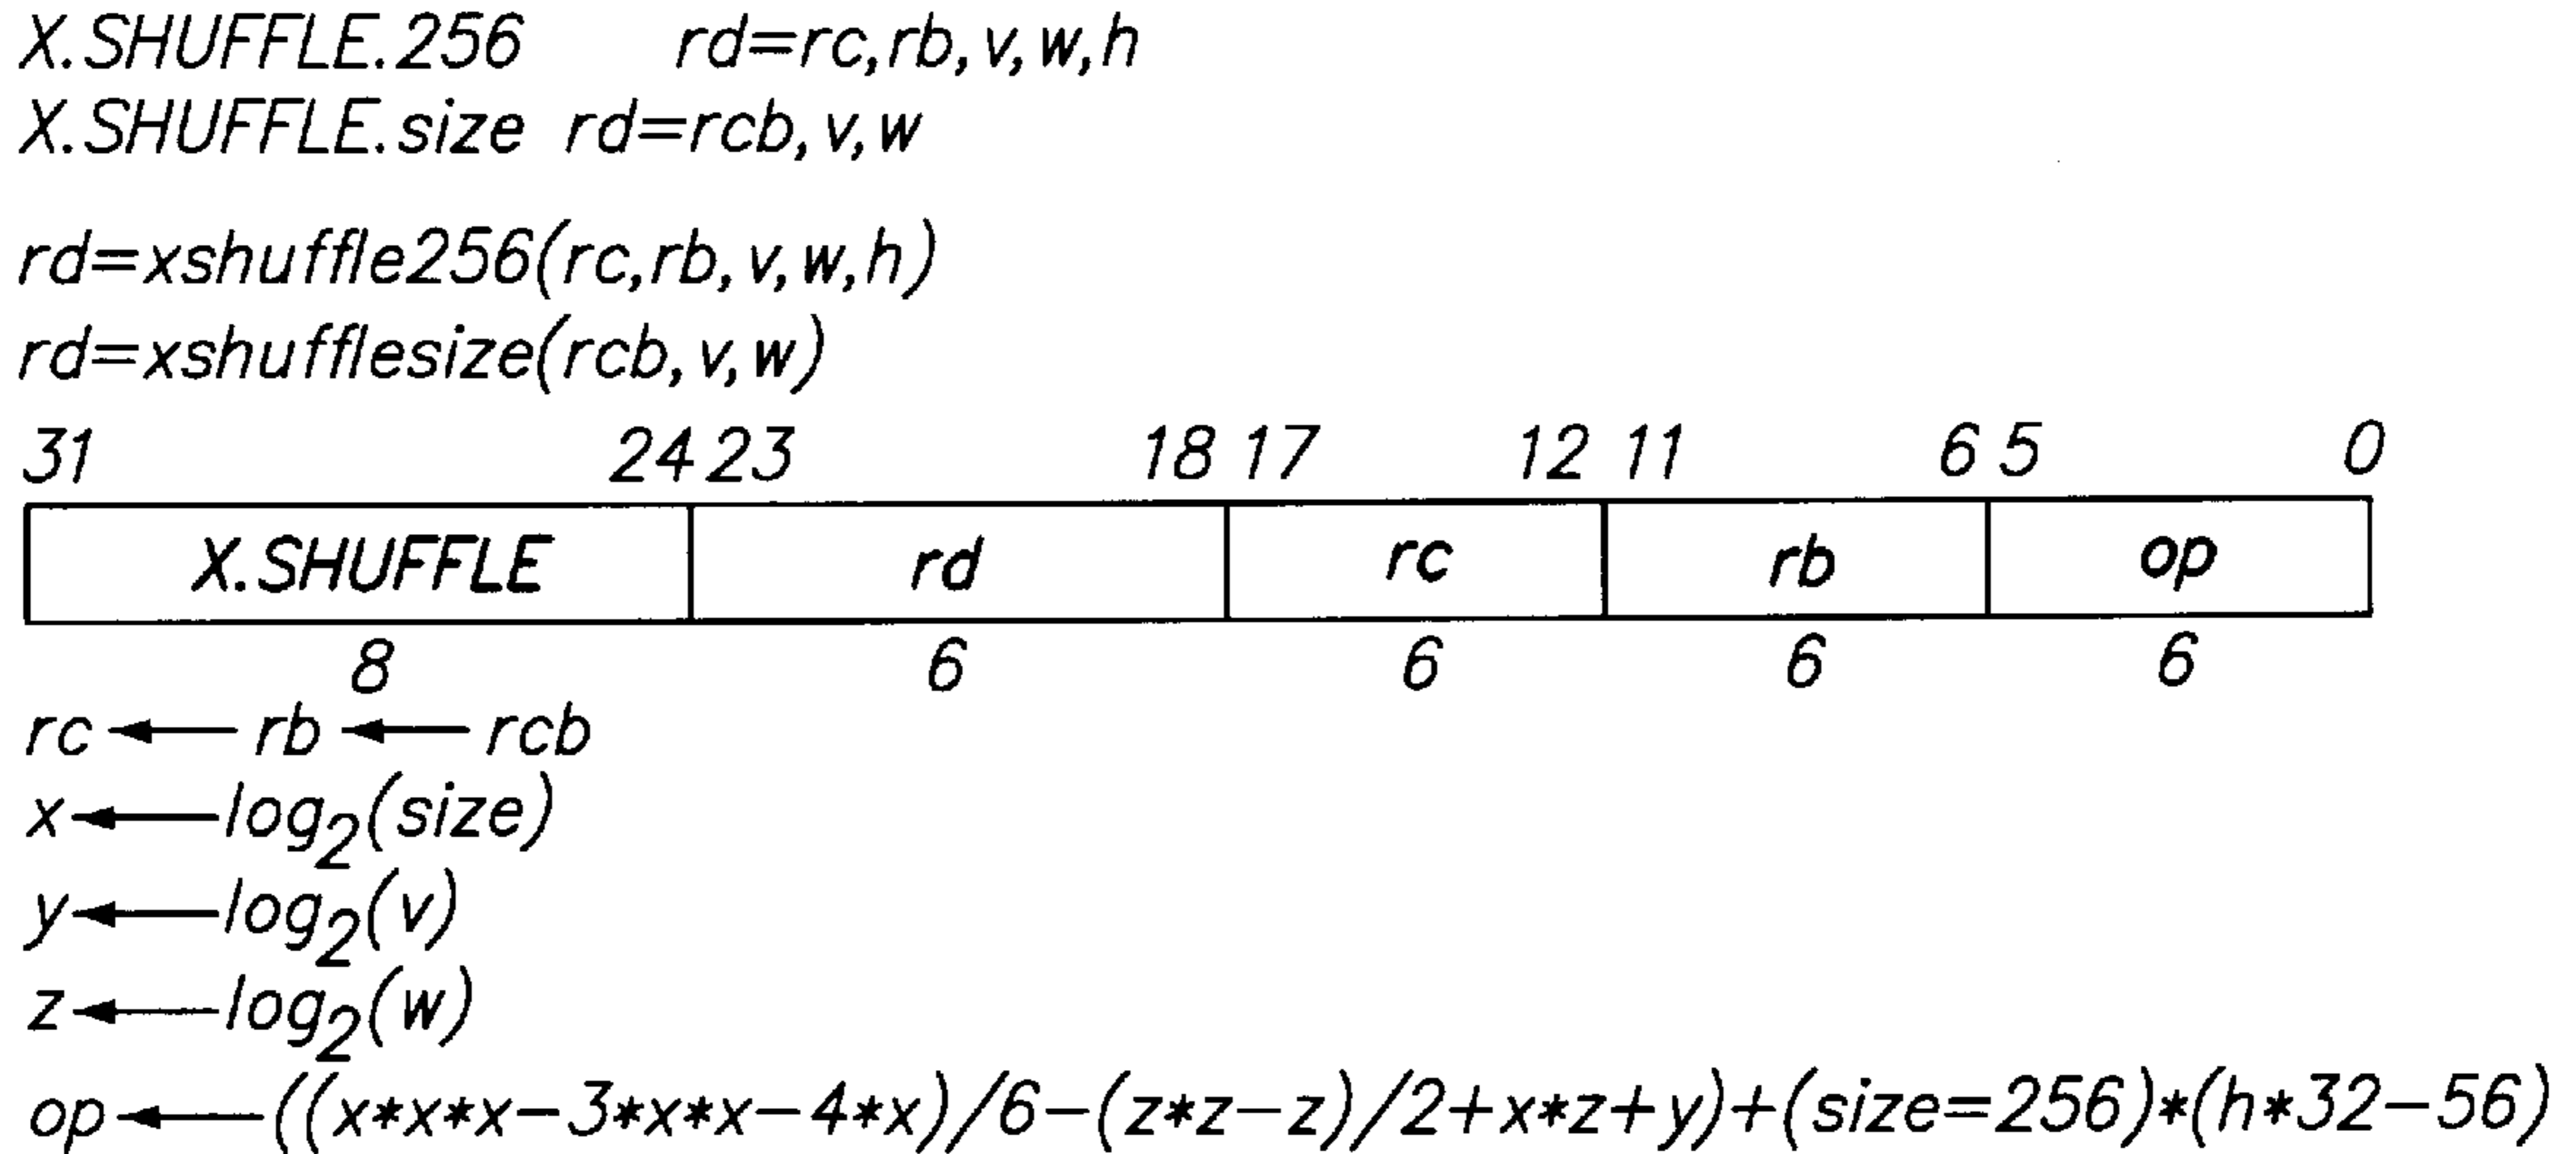 X.SHUFFLE.256 rd=rc,rb,v,w,h
X.SHUFFLE.size rd=rcb,v,w
rd=xshuffle256(rc,rb,v,w,h)
rd=xshufflesize(rcb,v,w)
31 24 23 18 17 12 11 6 5 0
X.SHUFFLE rd rc rb op
8 6 6 6 6
rc ← rb ← rcb
x ← log₂(size)
y ← log₂(v)
z ← log₂(w)
op ← ((x*x*x-3*x*x-4*x)/6-(z*z-z)/2+x*z+y)+(size=256)*(h*32-56)